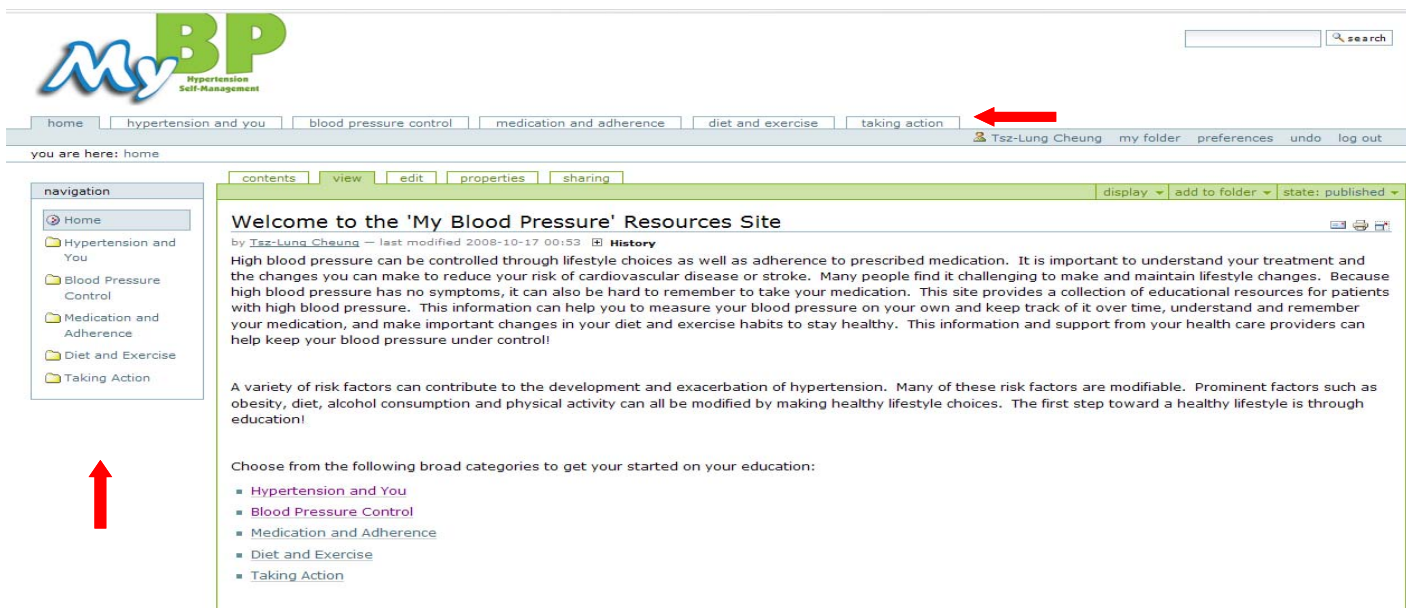 My BP
Hypertension
Self-Management
search
home hypertension and you blood pressure control medication and adherence diet and exercise taking action
Tsz-Lung Cheung my folder preferences undo log out
you are here: home
navigation
Home
Hypertension and
You
Blood Pressure
Control
Medication and
Adherence
Diet and Exercise
Taking Action
contents view edit properties sharing
display add to folder state: published
Welcome to the 'My Blood Pressure' Resources Site
by Tsz-Lung Cheung — last modified 2008-10-17 00:53 History
High blood pressure can be controlled through lifestyle choices as well as adherence to prescribed medication. It is important to understand your treatment and
the changes you can make to reduce your risk of cardiovascular disease or stroke. Many people find it challenging to make and maintain lifestyle changes. Because
high blood pressure has no symptoms, it can also be hard to remember to take your medication. This site provides a collection of educational resources for patients
with high blood pressure. This information can help you to measure your blood pressure on your own and keep track of it over time, understand and remember
your medication, and make important changes in your diet and exercise habits to stay healthy. This information and support from your health care providers can
help keep your blood pressure under control!
A variety of risk factors can contribute to the development and exacerbation of hypertension. Many of these risk factors are modifiable. Prominent factors such as
obesity, diet, alcohol consumption and physical activity can all be modified by making healthy lifestyle choices. The first step toward a healthy lifestyle is through
education!
Choose from the following broad categories to get your started on your education:
Hypertension and You
Blood Pressure Control
Medication and Adherence
Diet and Exercise
Taking Action